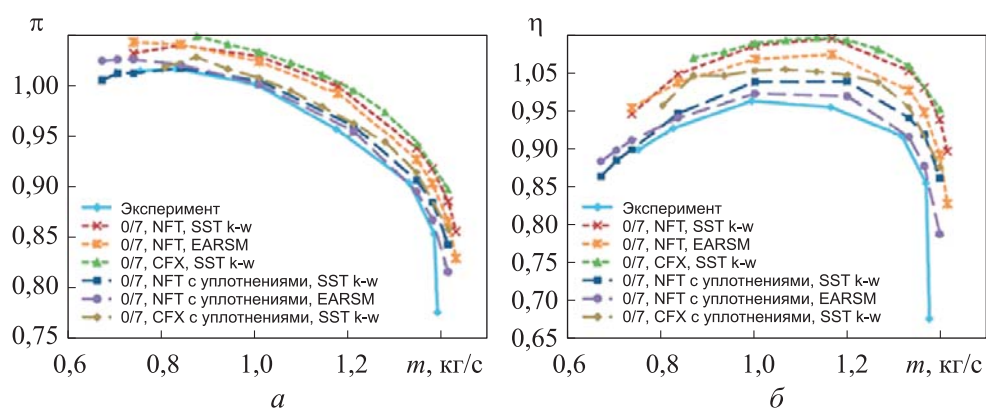 π
1,00
0,95
0,90
0,85
0,80
0,75
0,6 0,8 1,0 1,2 m, кг/с
Эксперимент
0/7, NFT, SST k-w
0/7, NFT, EARSM
0/7, CFX, SST k-w
0/7, NFT с уплотнениями, SST k-w
0/7, NFT с уплотнениями, EARSM
0/7, CFX с уплотнениями, SST k-w
а
η
1,05
0,95
0,90
0,85
0,80
0,75
0,70
0,65
0,6 0,8 1,0 1,2 m, кг/с
Эксперимент
0/7, NFT, SST k-w
0/7, NFT, EARSM
0/7, CFX, SST k-w
0/7, NFT с уплотнениями, SST k-w
0/7, NFT с уплотнениями, EARSM
0/7, CFX с уплотнениями, SST k-w
б